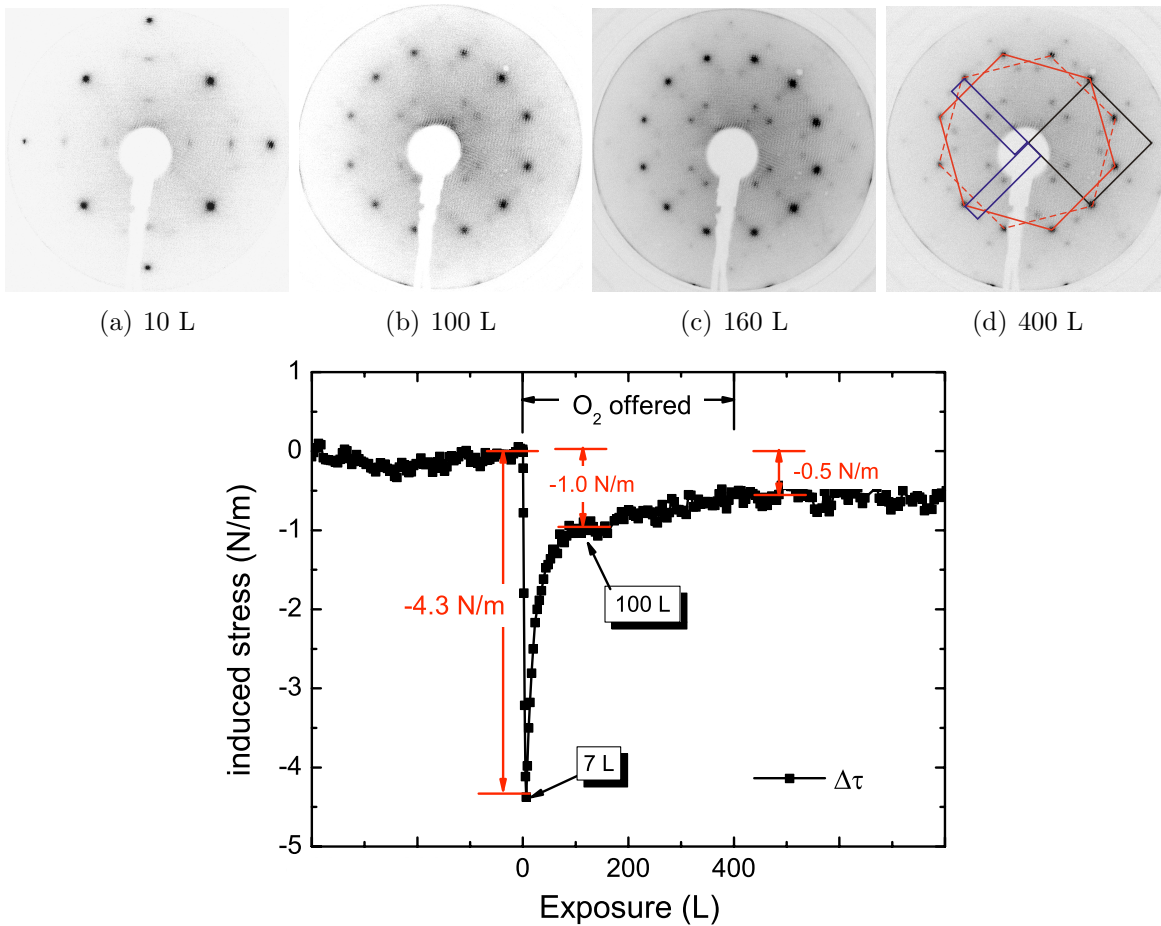 (a) 10 L
(b) 100 L
(c) 160 L
(d) 400 L
1
0
-1
-2
-3
-4
-5
O₂ offered
-1.0 N/m
-0.5 N/m
-4.3 N/m
100 L
7 L
Δτ
induced stress (N/m)
0
200
400
Exposure (L)